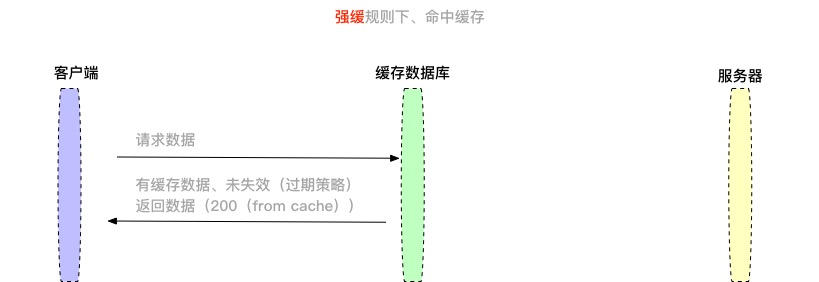 强缓规则下、命中缓存
客户端
缓存数据库
服务器
请求数据
有缓存数据、未失效（过期策略）
返回数据（200（from cache））